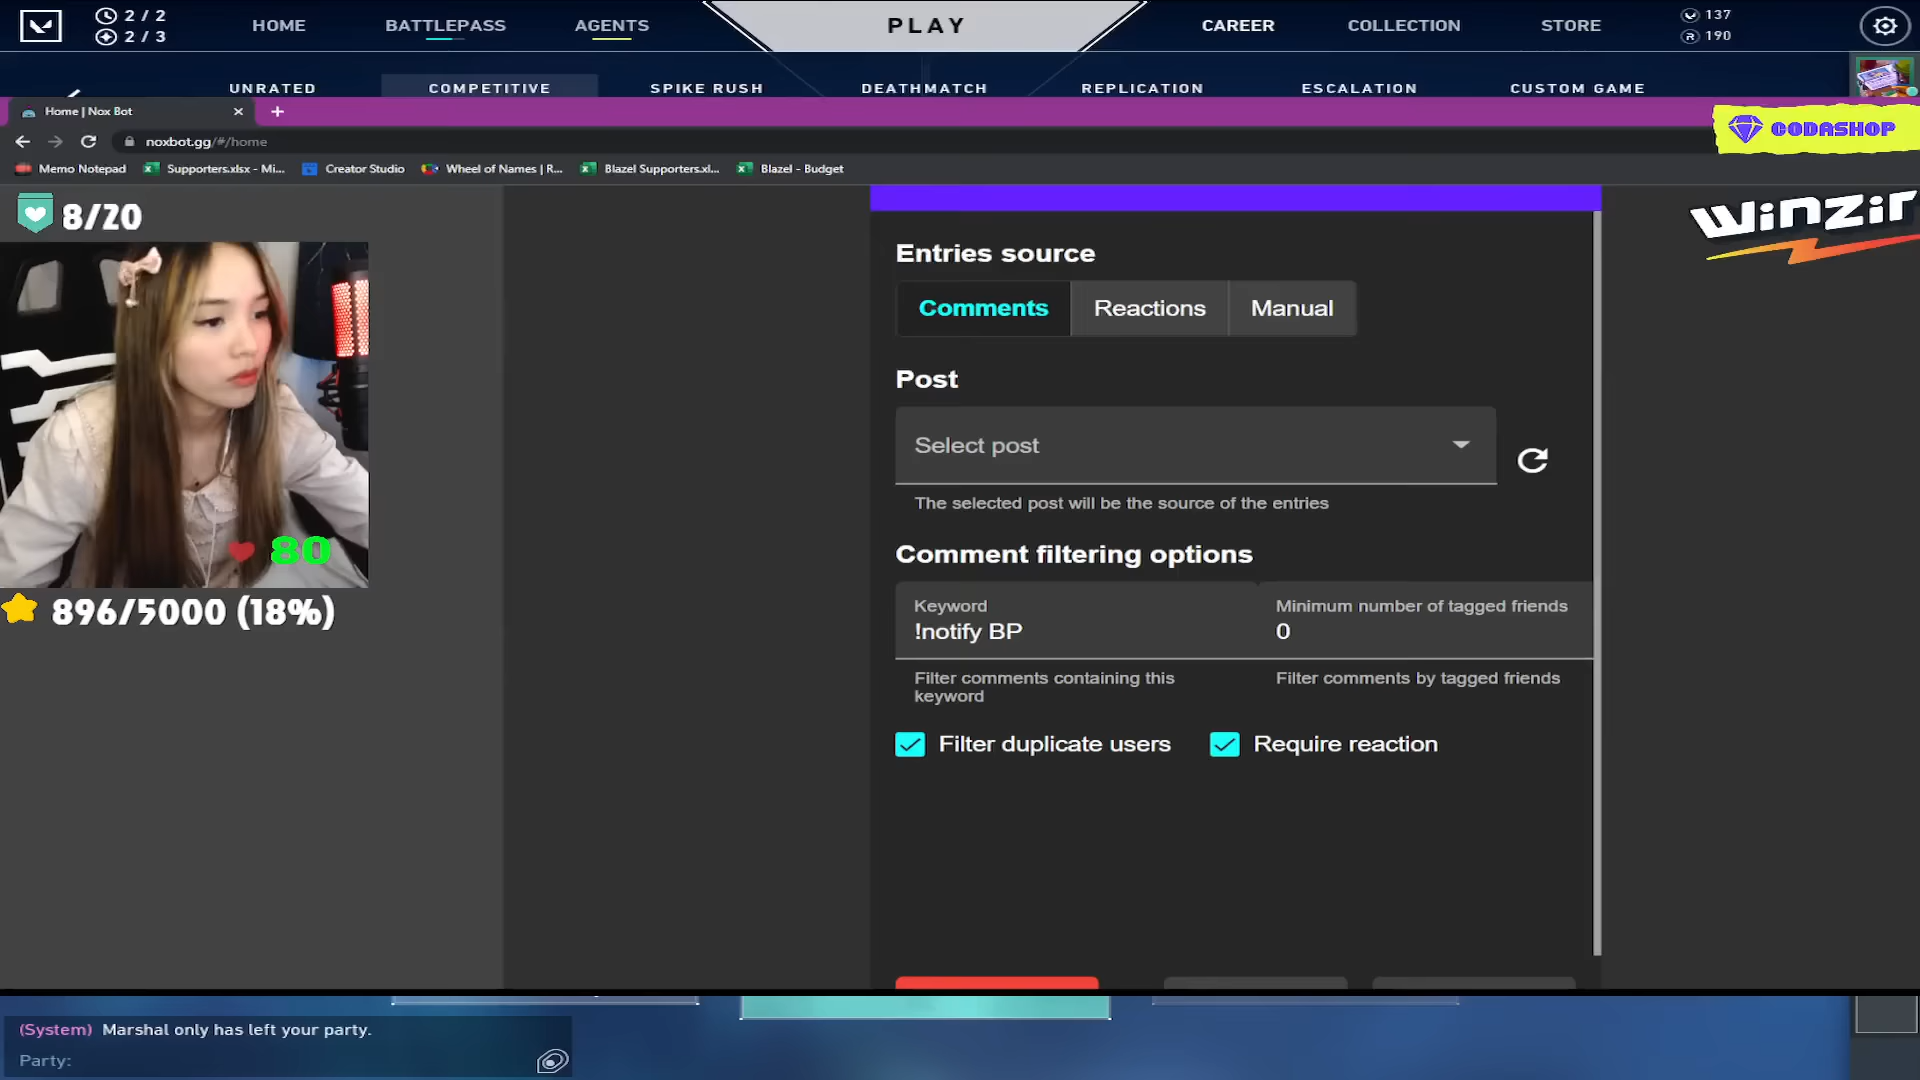 2 / 2
2 / 3
HOME
BATTLEPASS
AGENTS
PLAY
CAREER
COLLECTION
STORE
137
190
UNRATED
COMPETITIVE
SPIKE RUSH
DEATHMATCH
REPLICATION
ESCALATION
CUSTOM GAME
Home | Nox Bot
noxbot.gg/#/home
CODASHOP
Memo Notepad
Supporters.xlsx - Mi...
Creator Studio
Wheel of Names | R...
Blazel Supporters.xl...
Blazel - Budget
8/20
WINZIR
Entries source
Comments
Reactions
Manual
Post
Select post
The selected post will be the source of the entries
Comment filtering options
Keyword
!notify BP
Minimum number of tagged friends
0
Filter comments containing this
keyword
Filter comments by tagged friends
Filter duplicate users
Require reaction
80
896/5000 (18%)
(System) Marshal only has left your party.
Party: